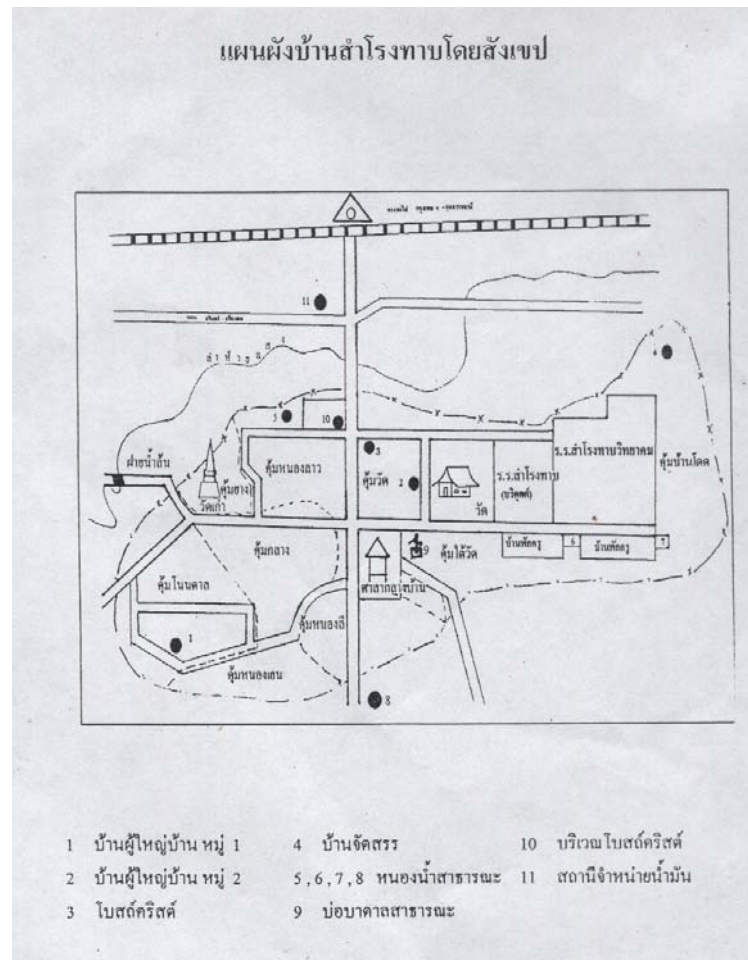 แผนผังบ้านสำโรงทาบโดยสังเขป
11
4
5
10
3
ฝายน้ำล้น
คุ้มหนองลาว
คุ้มวัด
2
วัด
ร.ร.สำโรงทาบ
ร.ร.สำโรงทาบวิทยาคม
คุ้มบ้านโคด
คุ้มยาง
วัดเก่า
คุ้มกลาง
9
คุ้มใต้วัด
บ้านพักครู
6
บ้านพักครู
7
คุ้มโนนตาล
ศาลากลางบ้าน
1
คุ้มหนองสี
คุ้มหนองเฮน
8
1 บ้านผู้ใหญ่บ้าน หมู่ 1
2 บ้านผู้ใหญ่บ้าน หมู่ 2
3 โบสถ์คริสต์
4 บ้านจัดสรร
5,6,7,8 หนองน้ำสาธารณะ
9 บ่อบาดาลสาธารณะ
10 บริเวณโบสถ์คริสต์
11 สถานีจำหน่ายน้ำมัน